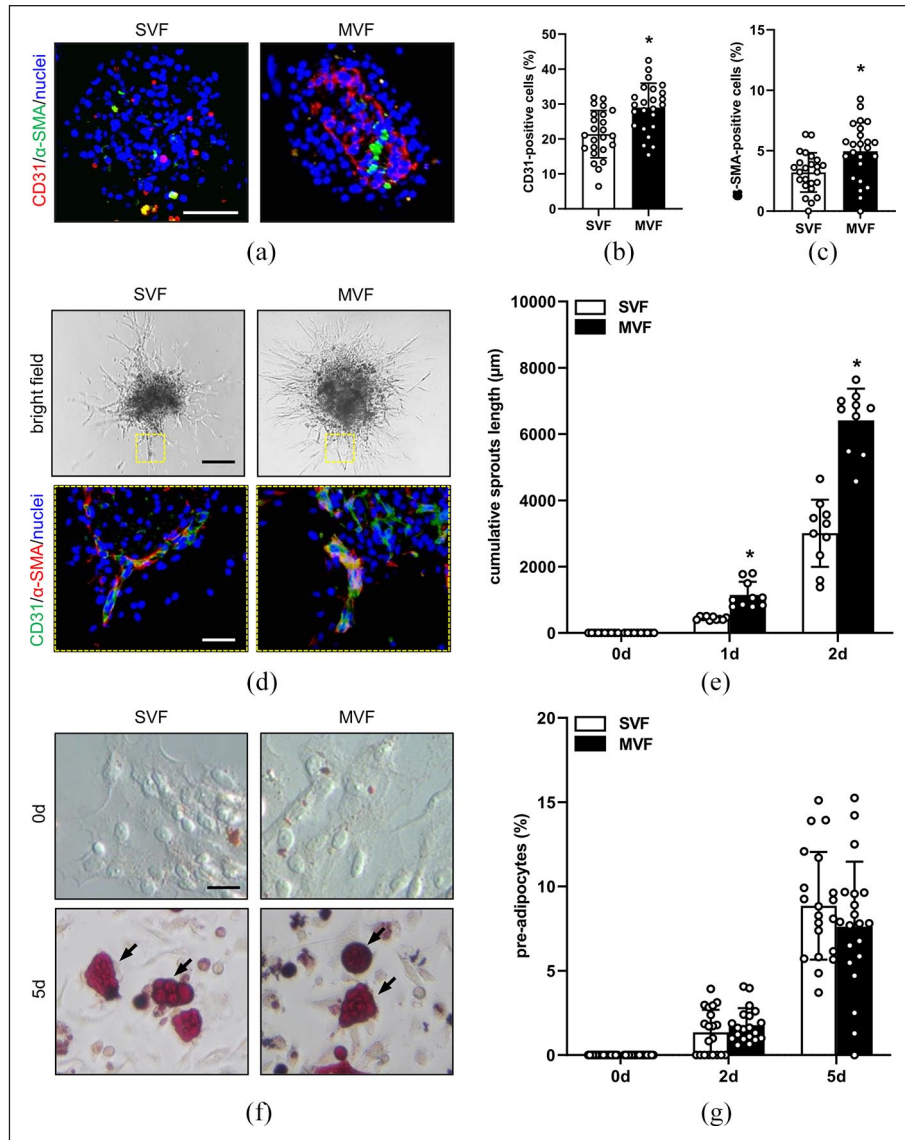 SVF MVF
CD31/α-SMA/nuclei
(a)
CD31-positive cells (%)
50
40
30
20
10
0
*
SVF MVF
(b)
-SMA-positive cells (%)
15
10
5
0
*
SVF MVF
(c)
SVF MVF
bright field
CD31/α-SMA/nuclei
(d)
cumulative sprouts length (µm)
10000
8000
6000
4000
2000
0
SVF
MVF
*
*
0d 1d 2d
(e)
SVF MVF
0d
5d
(f)
pre-adipocytes (%)
20
15
10
5
0
SVF
MVF
0d 2d 5d
(g)